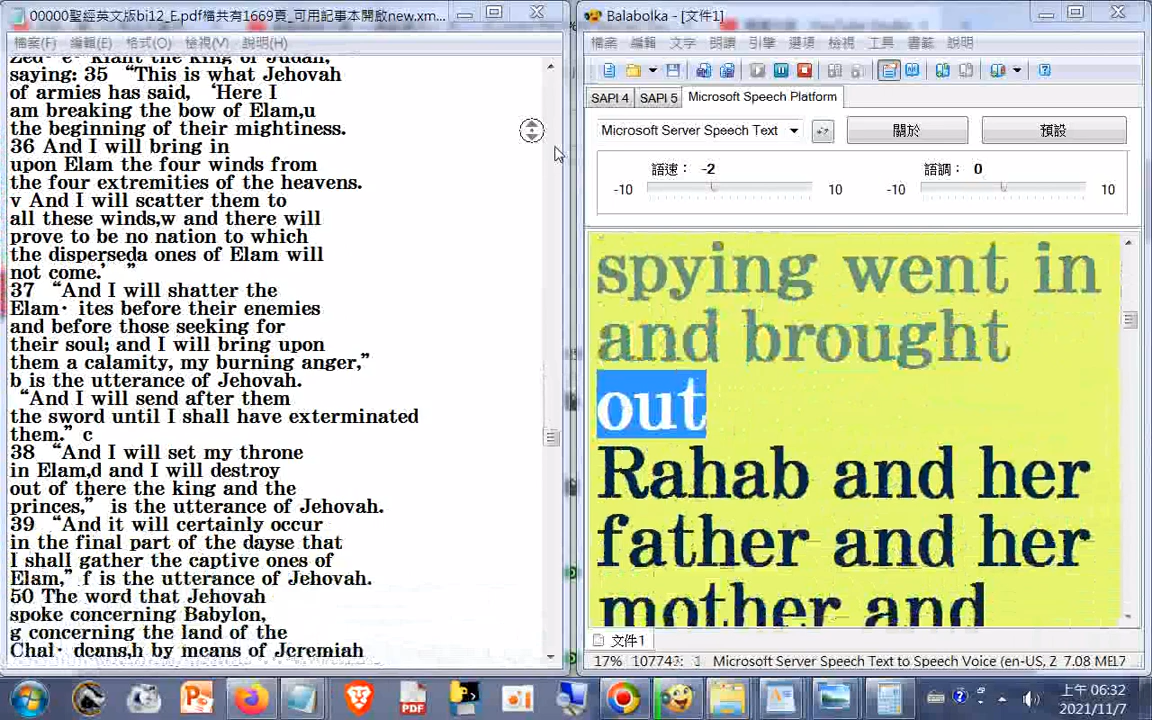 00000聖經英文版bi12_E.pdf檔共有1669頁_可用記事本開啟new.xm...
檔案(F) 編輯(E) 格式(O) 檢視(V) 說明(H)
Zed· e· kiaht the king of Judah,
saying: 35 “This is what Jehovah
of armies has said, ‘Here I
am breaking the bow of Elam,u
the beginning of their mightiness.
36 And I will bring in
upon Elam the four winds from
the four extremities of the heavens.
v And I will scatter them to
all these winds,w and there will
prove to be no nation to which
the disperseda ones of Elam will
not come.’ ”
37 “And I will shatter the
Elam· ites before their enemies
and before those seeking for
their soul; and I will bring upon
them a calamity, my burning anger,”
b is the utterance of Jehovah.
“And I will send after them
the sword until I shall have exterminated
them.” c
38 “And I will set my throne
in Elam,d and I will destroy
out of there the king and the
princes,” is the utterance of Jehovah.
39 “And it will certainly occur
in the final part of the dayse that
I shall gather the captive ones of
Elam,” f is the utterance of Jehovah.
50 The word that Jehovah
spoke concerning Babylon,
g concerning the land of the
Chal· deans,h by means of Jeremiah
Balabolka - [文件1]
檔案 編輯 文字 朗讀 引擎 選項 檢視 工具 書籤 說明
SAPI 4 SAPI 5 Microsoft Speech Platform
Microsoft Server Speech Text 關於 預設
語速： -2 語調： 0
-10 10 -10 10
spying went in
and brought
out
Rahab and her
father and her
mother and
文件1
17% Microsoft Server Speech Text to Speech Voice (en-US, Z 7.08 ME
PDF
上午 06:32
2021/11/7